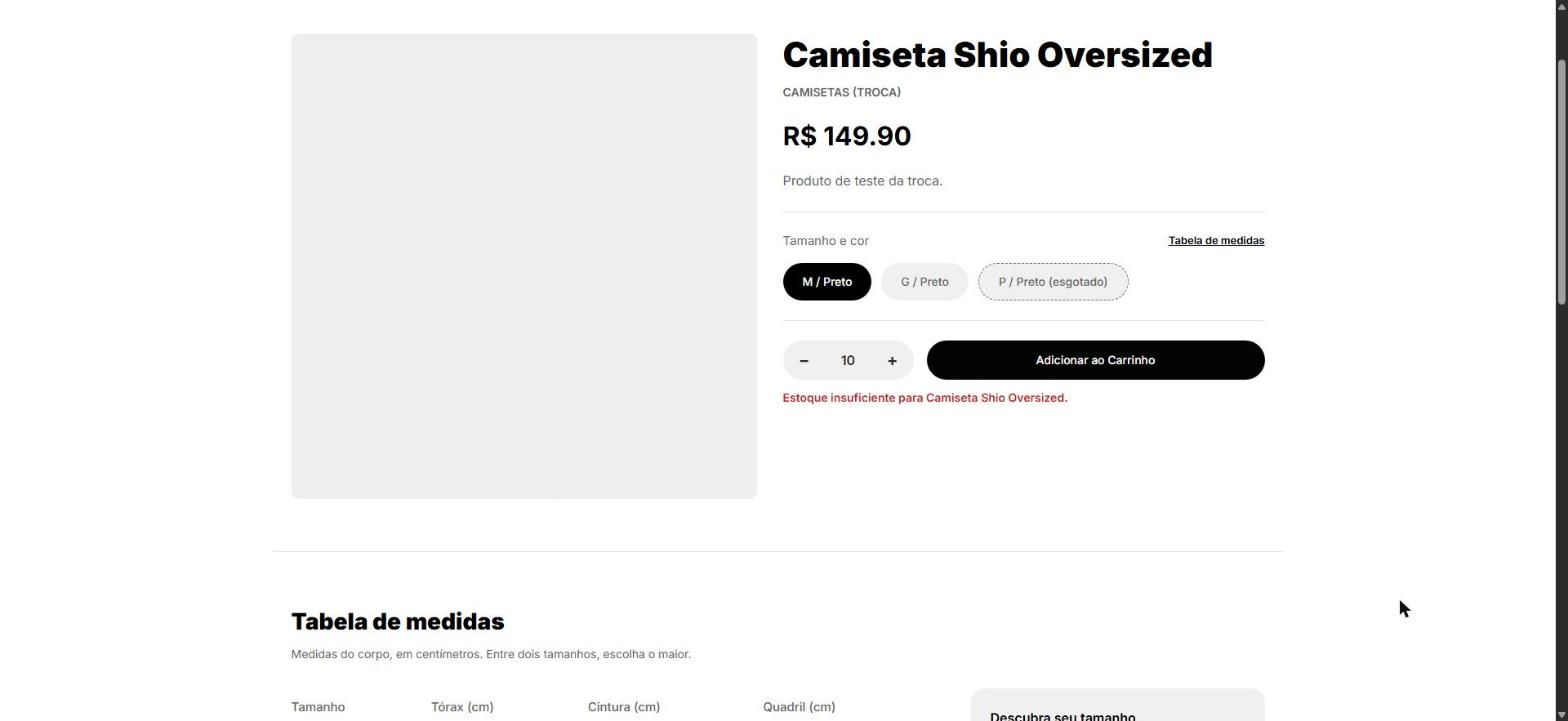 Camiseta Shio Oversized
CAMISETAS (TROCA)
R$ 149.90
Produto de teste da troca.
Tamanho e cor
Tabela de medidas
M / Preto
G / Preto
P / Preto (esgotado)
− 10 +
Adicionar ao Carrinho
Estoque insuficiente para Camiseta Shio Oversized.
Tabela de medidas
Medidas do corpo, em centímetros. Entre dois tamanhos, escolha o maior.
Tamanho Tórax (cm) Cintura (cm) Quadril (cm)
Descubra seu tamanho